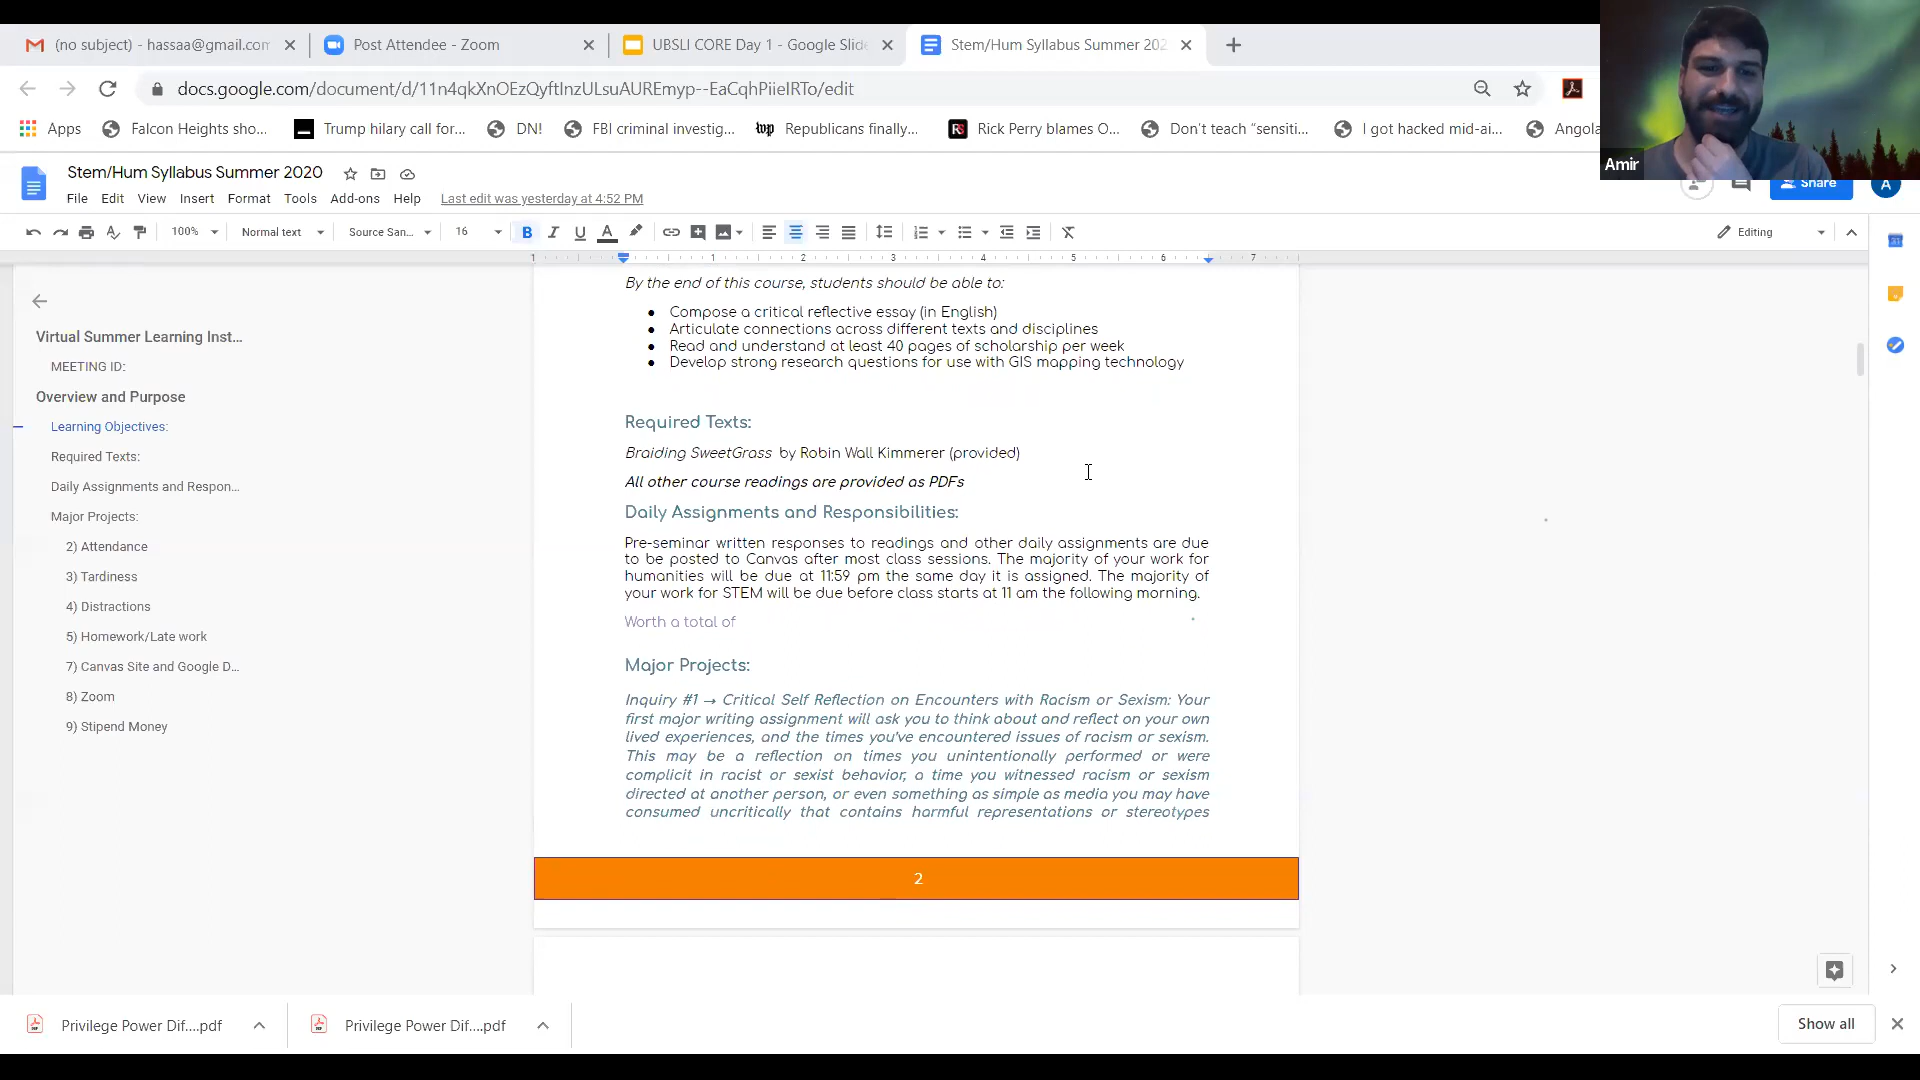 (no subject) - hassaa@gmail.com
Post Attendee - Zoom
UBSLI CORE Day 1 - Google Slide
Stem/Hum Syllabus Summer 202
docs.google.com/document/d/11n4qkXnOEzQyftInzULsuAUREmyp--EaCqhPiieIRTo/edit
Apps
Falcon Heights sho...
Trump hilary call for...
DN!
FBI criminal investig...
wp
Republicans finally...
RS
Rick Perry blames O...
Don't teach “sensiti...
I got hacked mid-ai...
Angola
Amir
Stem/Hum Syllabus Summer 2020
File Edit View Insert Format Tools Add-ons Help
Last edit was yesterday at 4:52 PM
Share
A
100%
Normal text
Source San...
16
B I U A
Editing
1 1 2 3 4 5 6 7
Virtual Summer Learning Inst...
MEETING ID:
Overview and Purpose
Learning Objectives:
Required Texts:
Daily Assignments and Respon...
Major Projects:
2) Attendance
3) Tardiness
4) Distractions
5) Homework/Late work
7) Canvas Site and Google D...
8) Zoom
9) Stipend Money
By the end of this course, students should be able to:
● Compose a critical reflective essay (in English)
● Articulate connections across different texts and disciplines
● Read and understand at least 40 pages of scholarship per week
● Develop strong research questions for use with GIS mapping technology
Required Texts:
Braiding SweetGrass by Robin Wall Kimmerer (provided)
All other course readings are provided as PDFs
Daily Assignments and Responsibilities:
Pre-seminar written responses to readings and other daily assignments are due
to be posted to Canvas after most class sessions. The majority of your work for
humanities will be due at 11:59 pm the same day it is assigned. The majority of
your work for STEM will be due before class starts at 11 am the following morning.
Worth a total of
Major Projects:
Inquiry #1 → Critical Self Reflection on Encounters with Racism or Sexism: Your
first major writing assignment will ask you to think about and reflect on your own
lived experiences, and the times you've encountered issues of racism or sexism.
This may be a reflection on times you unintentionally performed or were
complicit in racist or sexist behavior, a time you witnessed racism or sexism
directed at another person, or even something as simple as media you may have
consumed uncritically that contains harmful representations or stereotypes
2
Privilege Power Dif....pdf
Privilege Power Dif....pdf
Show all